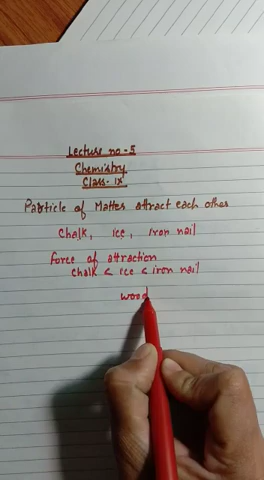 Lecture no-5
Chemistry
Class-IX
Particle of Matter attract each other
Chalk, ice, iron nail
Force of attraction
Chalk < ice < iron nail
wood